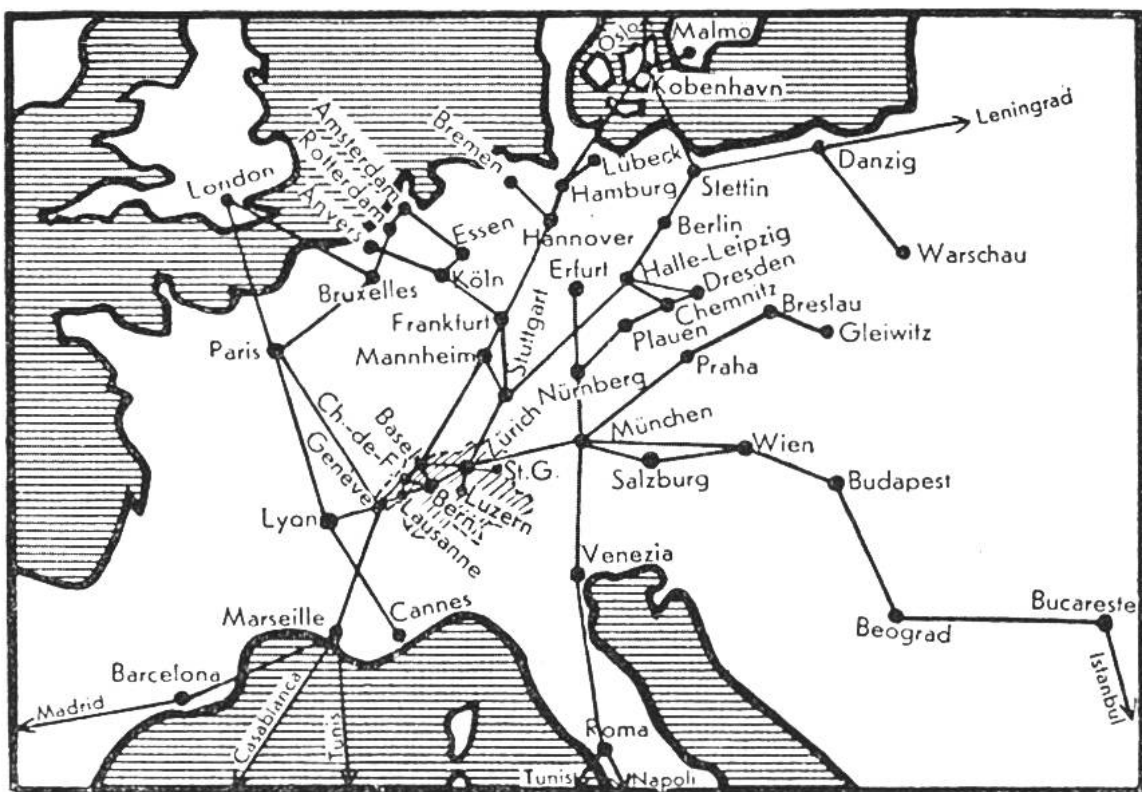 Oslo
Malmö
Kobenhavn
Leningrad
Danzig
Lübeck
Hamburg
Stettin
Bremen
Amsterdam
Rotterdam
Anvers
London
Essen
Hannover
Berlin
Warschau
Bruxelles
Köln
Erfurt
Halle-Leipzig
Dresden
Chemnitz
Breslau
Gleiwitz
Frankfurt
Stuttgart
Plauen
Paris
Mannheim
Nürnberg
Praha
Ch.-de-F.
Basel
Zürich
München
Wien
Genève
St.G.
Salzburg
Budapest
Lyon
Bern
Luzern
Lausanne
Venezia
Marseille
Cannes
Beograd
Bucareste
Barcelona
Madrid
Casablanca
Tunis
Istanbul
Roma
Tunis
Napoli